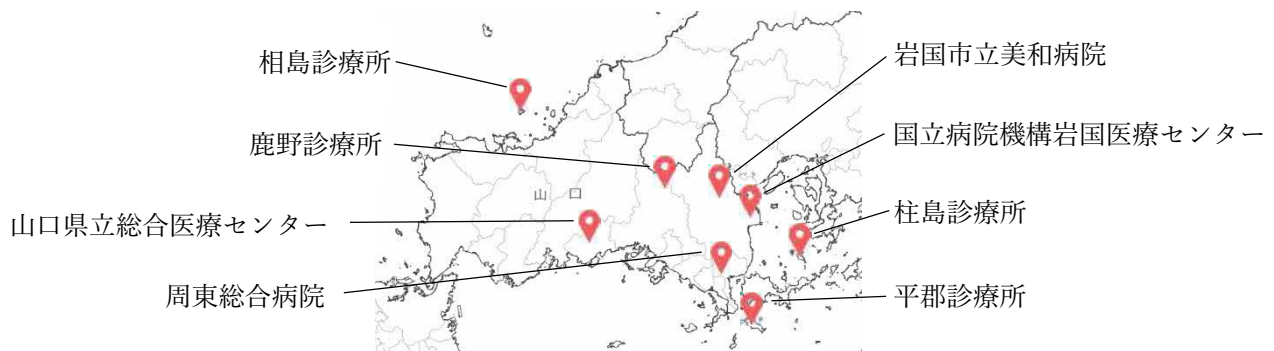 相島診療所
鹿野診療所
山口県立総合医療センター
周東総合病院
山口
岩国市立美和病院
国立病院機構岩国医療センター
柱島診療所
平郡診療所